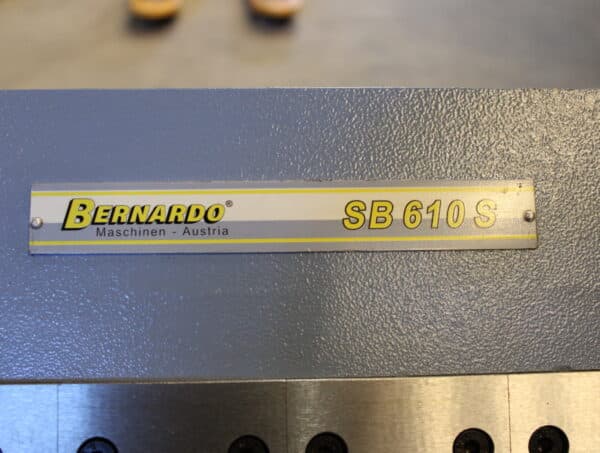 BERNARDO®
Maschinen - Austria
SB 610 S